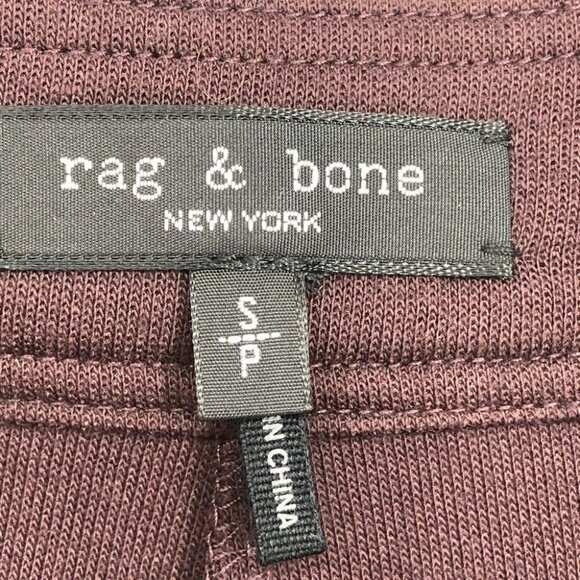 rag & bone
NEW YORK
S
P
IN CHINA